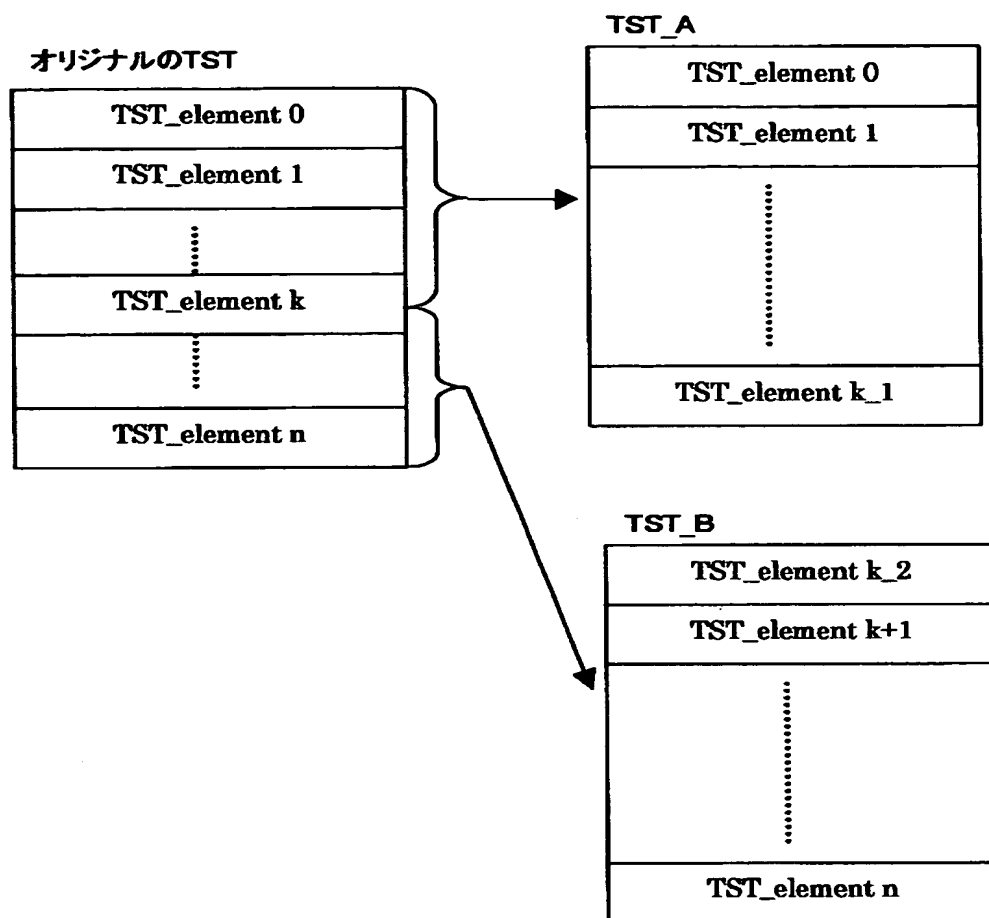 オリジナルのTST
TST_element 0
TST_element 1
TST_element k
TST_element n
TST_A
TST_element 0
TST_element 1
TST_element k_1
TST_B
TST_element k_2
TST_element k+1
TST_element n